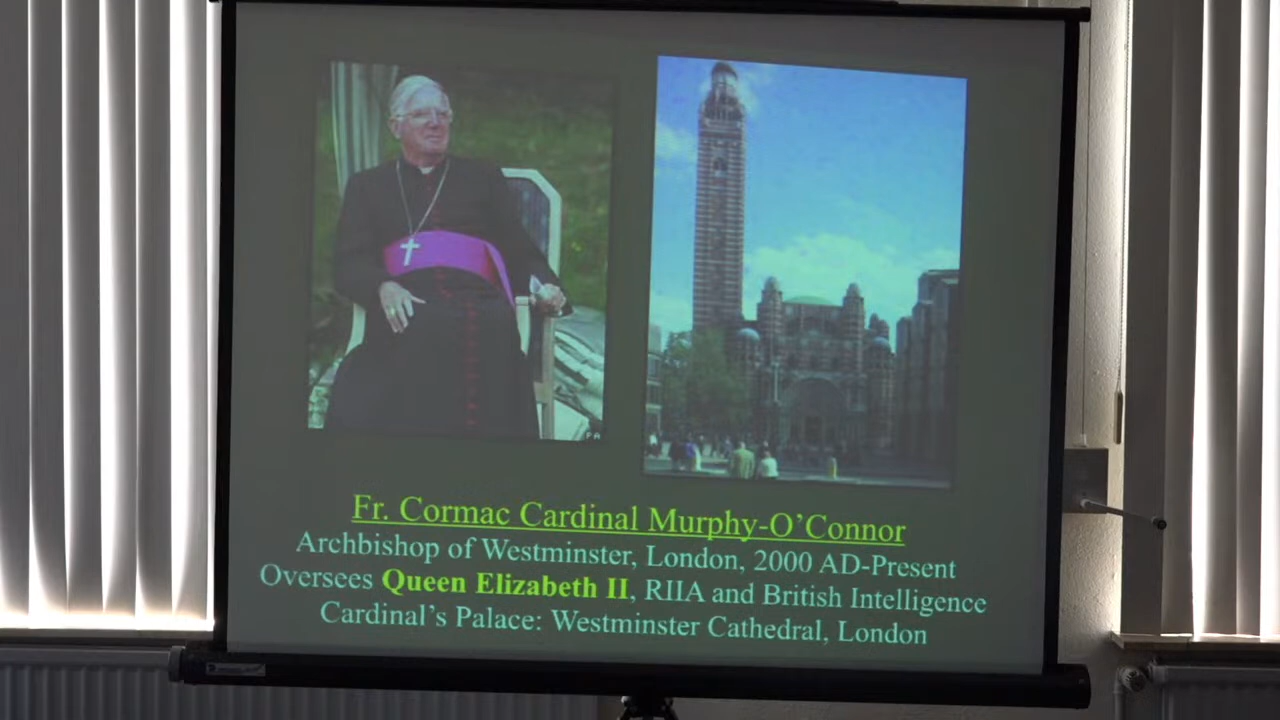 PA
Fr. Cormac Cardinal Murphy-O'Connor
Archbishop of Westminster, London, 2000 AD-Present
Oversees Queen Elizabeth II, RIIA and British Intelligence
Cardinal's Palace: Westminster Cathedral, London